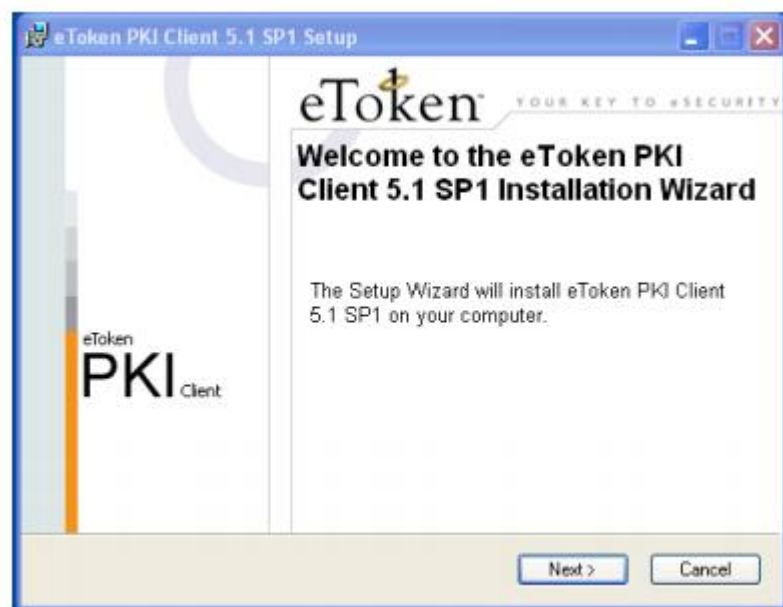 eToken PKI Client 5.1 SP1 Setup
eToken™ YOUR KEY TO eSECURITY
Welcome to the eToken PKI
Client 5.1 SP1 Installation Wizard
The Setup Wizard will install eToken PKI Client
5.1 SP1 on your computer.
eToken
PKI Client
Next >
Cancel